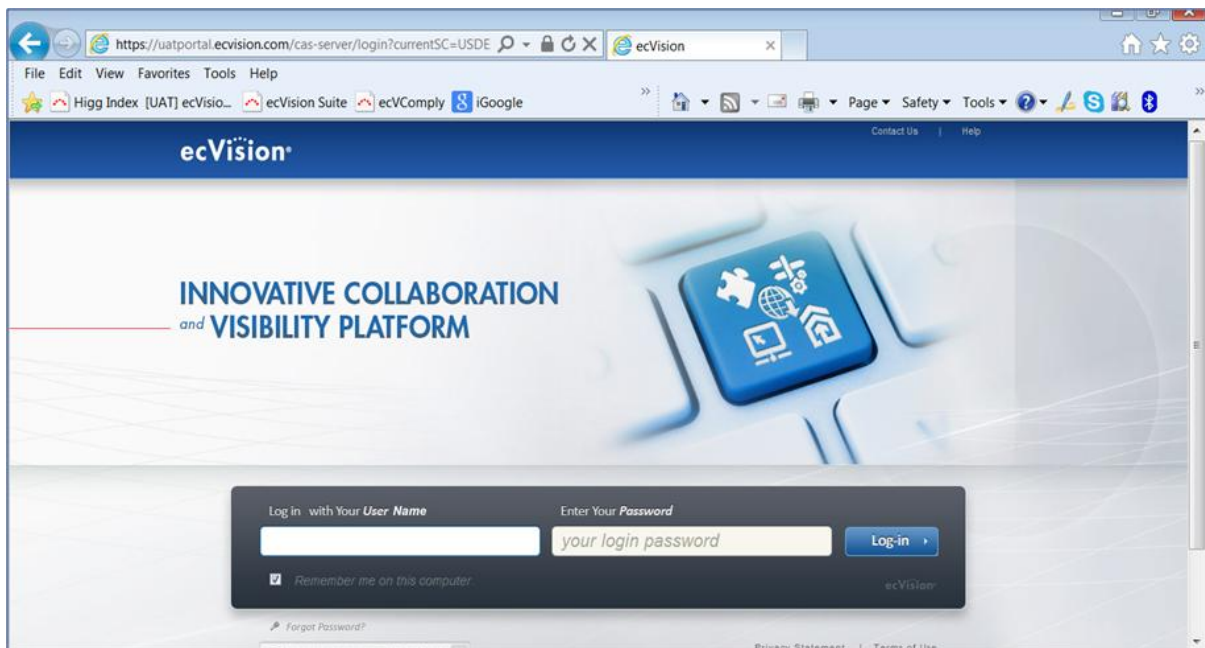 https://uatportal.ecvision.com/cas-server/login?currentSC=USDE
ecVision
File Edit View Favorites Tools Help
Higg Index [UAT] ecVisio... ecVision Suite ecVComply iGoogle
Page Safety Tools
Contact Us | Help
ecVision
INNOVATIVE COLLABORATION
and VISIBILITY PLATFORM
Log in with Your User Name Enter Your Password
your login password Log-in
Remember me on this computer.
ecVision
Forgot Password?
Privacy Statement | Terms of Use